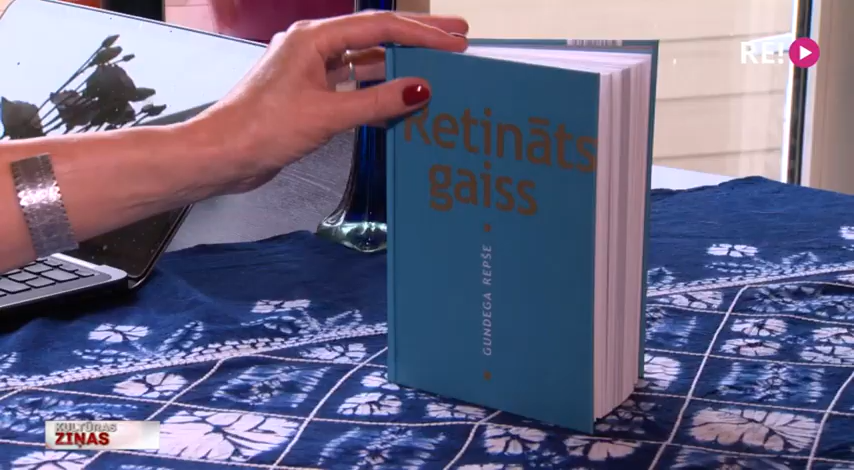 RE!
Retināts
gaiss
GUNDEGA REPŠE
KULTŪRAS
ZIŅAS